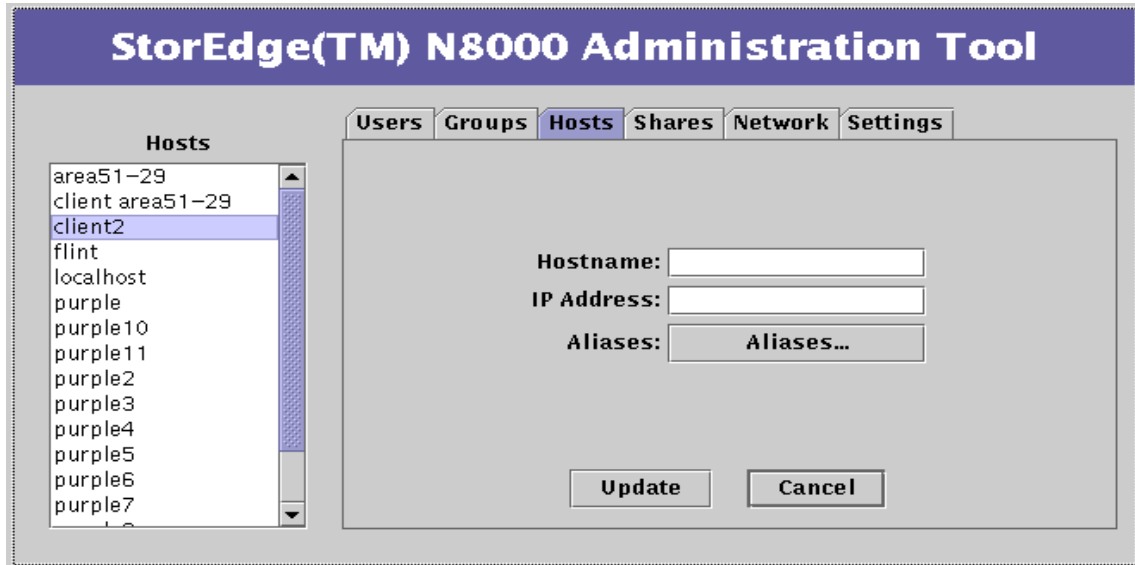 StorEdge(TM) N8000 Administration Tool
Users Groups Hosts Shares Network Settings
Hosts
area51-29
client area51-29
client2
flint
localhost
purple
purple10
purple11
purple2
purple3
purple4
purple5
purple6
purple7
Hostname:
IP Address:
Aliases: Aliases...
Update Cancel